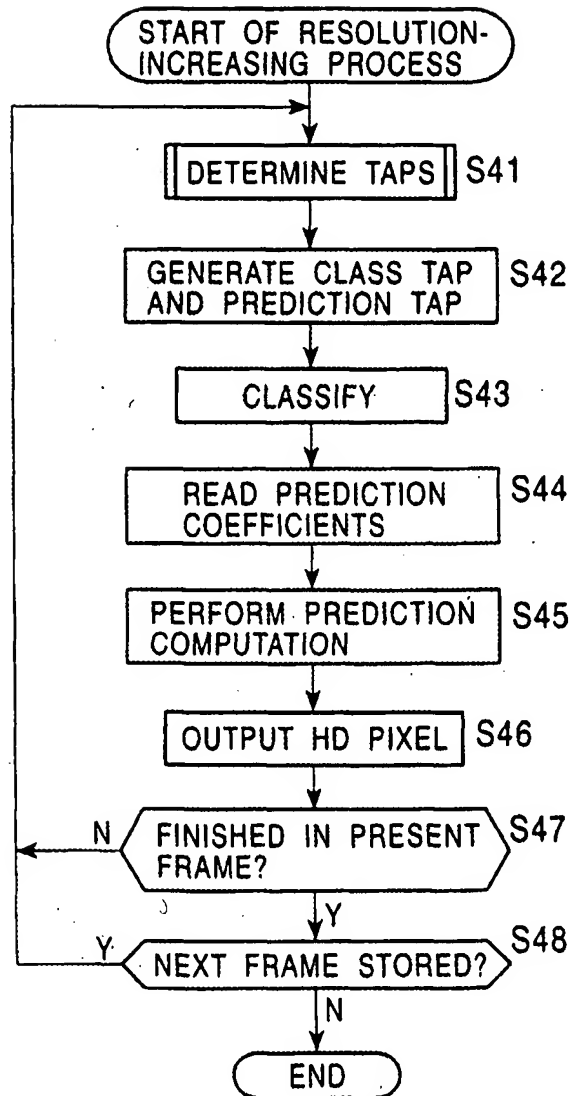 START OF RESOLUTION-
INCREASING PROCESS
DETERMINE TAPS S41
GENERATE CLASS TAP
AND PREDICTION TAP
S42
CLASSIFY S43
READ PREDICTION
COEFFICIENTS
S44
PERFORM PREDICTION
COMPUTATION
S45
OUTPUT HD PIXEL S46
N
FINISHED IN PRESENT
FRAME?
S47
Y
Y
NEXT FRAME STORED?
S48
N
END